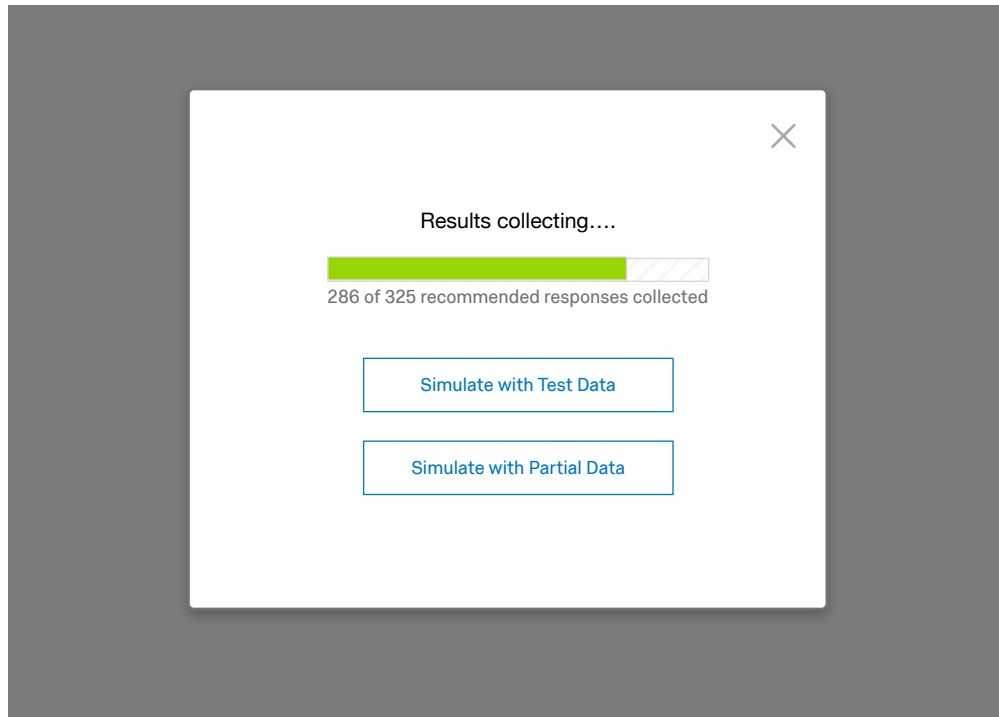 Results collecting....
286 of 325 recommended responses collected
Simulate with Test Data
Simulate with Partial Data